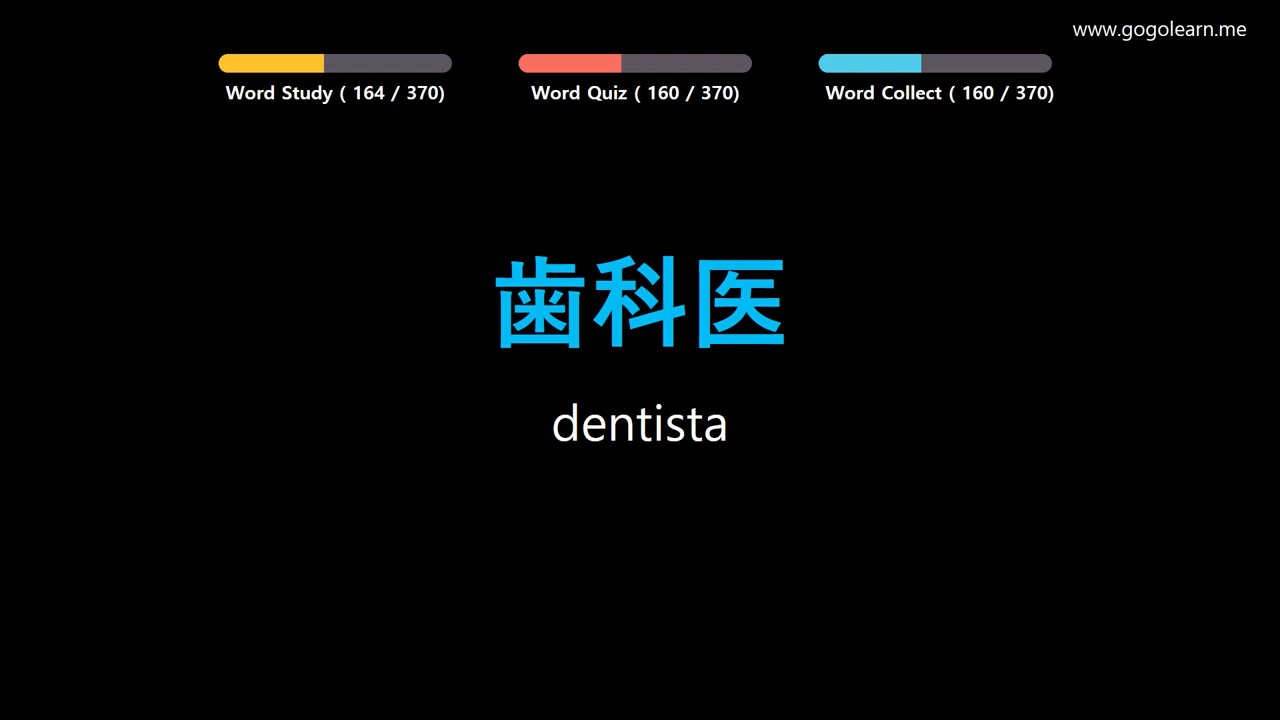 www.gogolearn.me
Word Study ( 164 / 370)
Word Quiz ( 160 / 370)
Word Collect ( 160 / 370)
歯科医
dentista